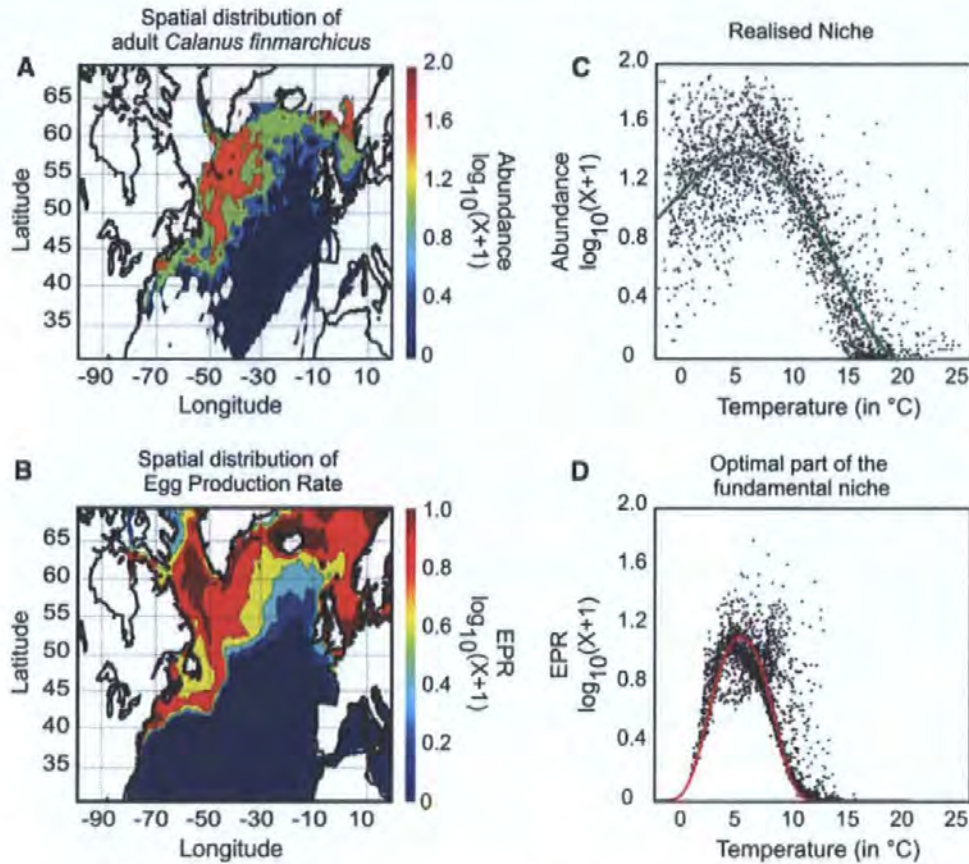 Spatial distribution of
adult Calanus finmarchicus
A
65
60
55
50
45
40
35
Latitude
-90 -70 -50 -30 -10 10
Longitude
2.0
1.6
1.2
0.8
0.4
0
Abundance
log10(X+1)
Realised Niche
C
2.0
1.6
1.2
0.8
0.4
0
Abundance
log10(X+1)
0 5 10 15 20 25
Temperature (in °C)
B
Spatial distribution of
Egg Production Rate
65
60
55
50
45
40
35
Latitude
-90 -70 -50 -30 -10 10
Longitude
1.0
0.8
0.6
0.4
0.2
0
EPR
log10(X+1)
D
Optimal part of the
fundamental niche
2.0
1.6
1.2
0.8
0.4
0
EPR
log10(X+1)
0 5 10 15 20 25
Temperature (in °C)